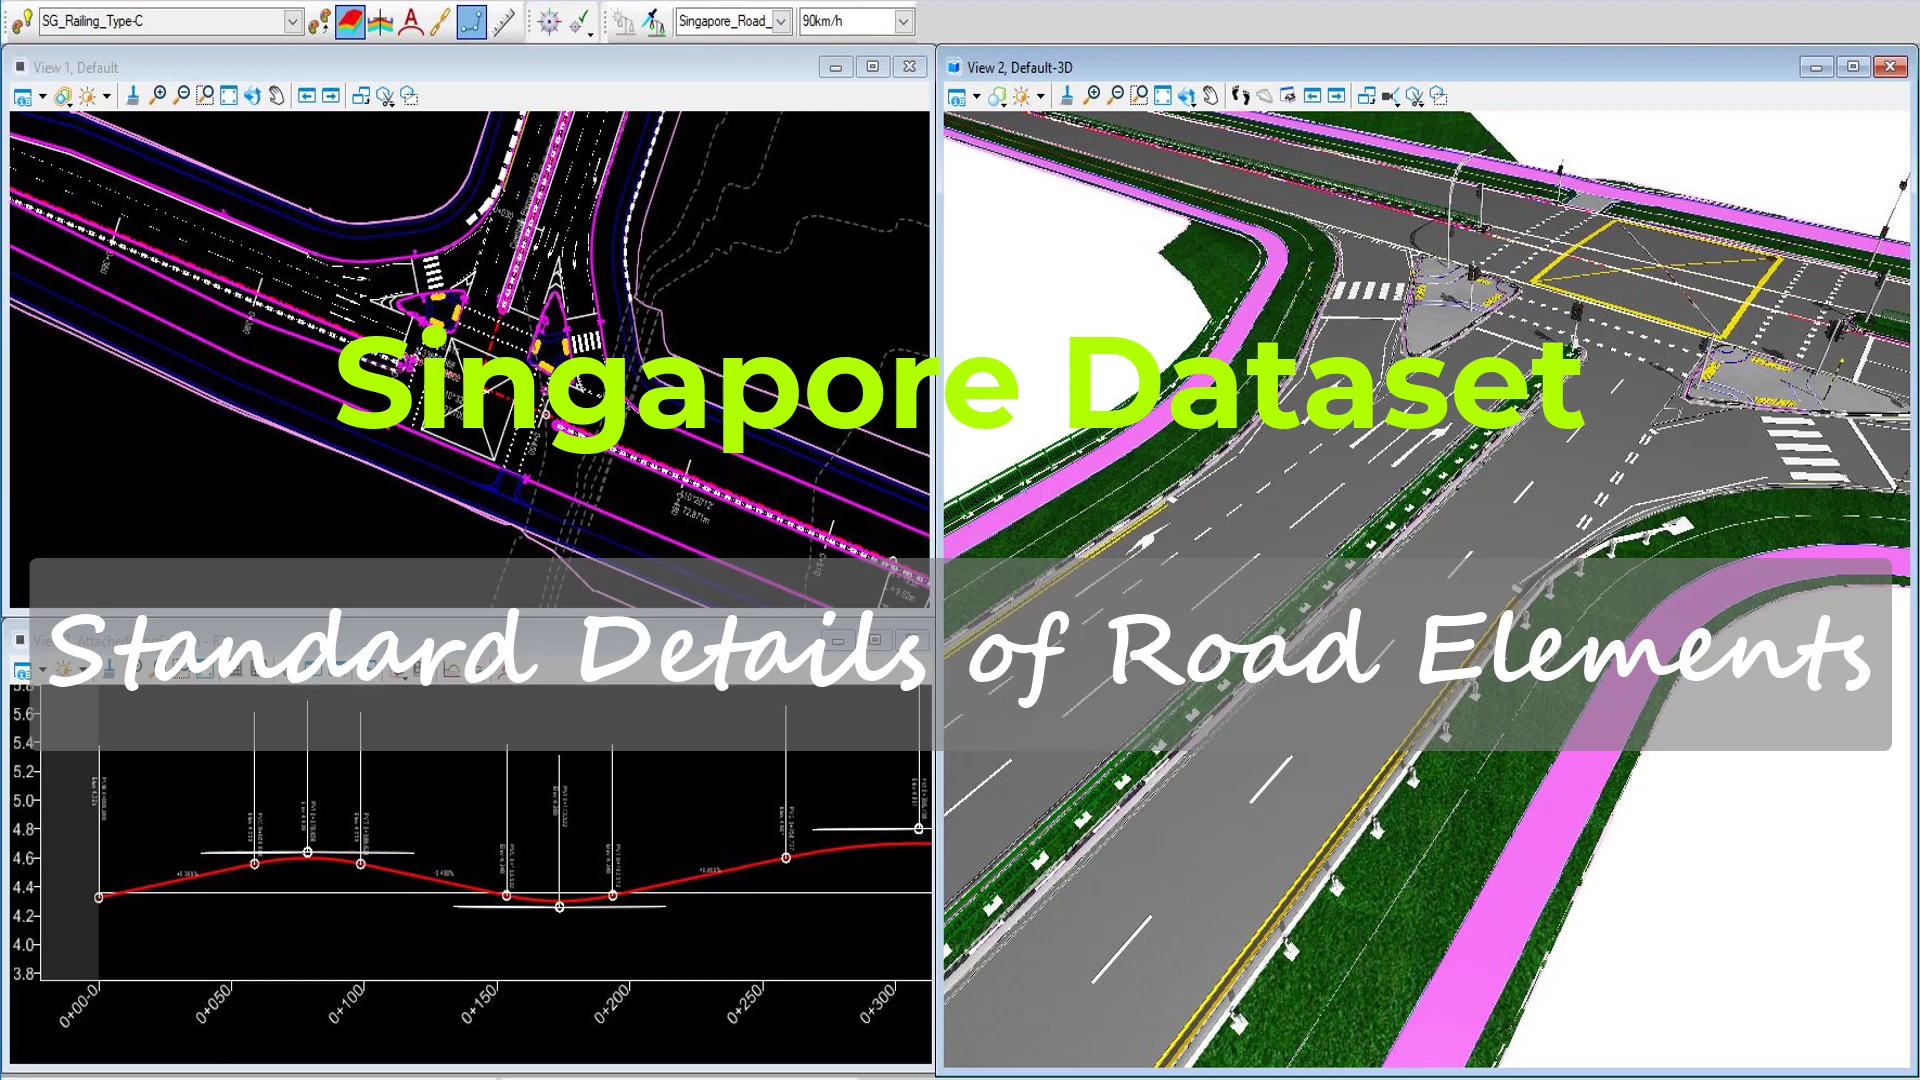 SG_Railing_Type-C
Singapore_Road_
90km/h
View 1, Default
View 2, Default-3D
Singapore Dataset
Standard Details of Road Elements
5.6
5.4
5.2
5.0
4.8
4.6
4.4
4.2
4.0
3.8
0+00-0
0+050
0+100
0+150
0+200
0+250
0+300